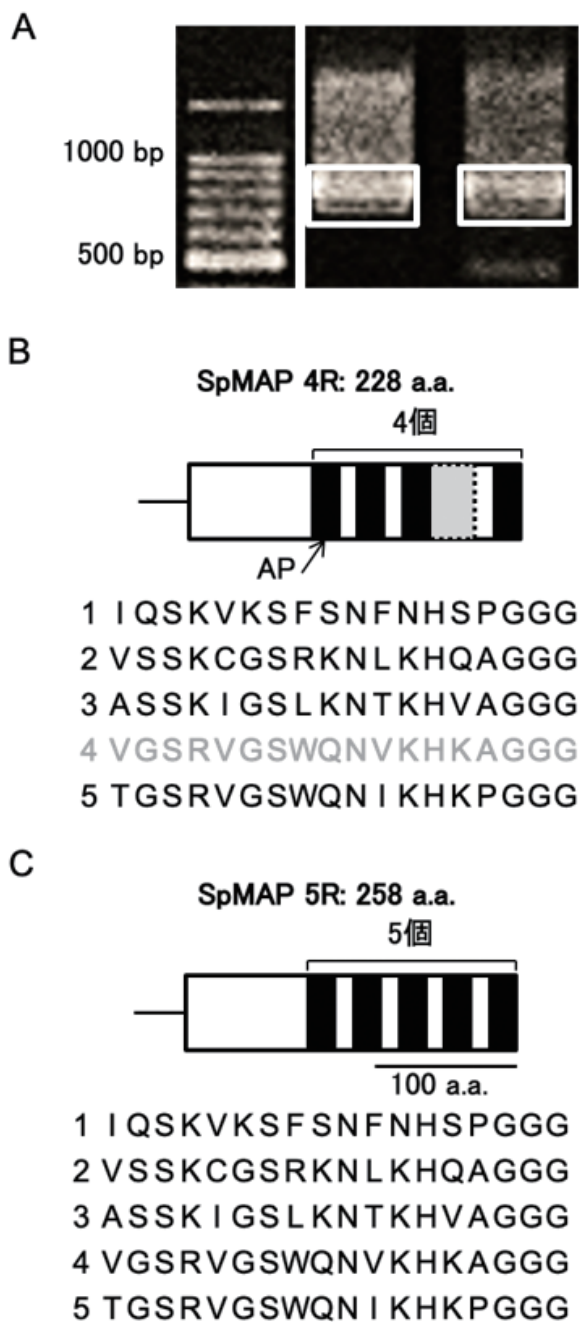 A
1000 bp
500 bp
B
SpMAP 4R: 228 a.a.
4個
AP
1 IQSKVKSFSNFNHSPGGG
2 VSSKCGSRKNLKHQAGGG
3 ASSKIGSLKNTKHVAGGG
4 VGSRVGSWQNVKHKAGGG
5 TGSRVGSWQNIKHKPGGG
C
SpMAP 5R: 258 a.a.
5個
100 a.a.
1 IQSKVKSFSNFNHSPGGG
2 VSSKCGSRKNLKHQAGGG
3 ASSKIGSLKNTKHVAGGG
4 VGSRVGSWQNVKHKAGGG
5 TGSRVGSWQNIKHKPGGG